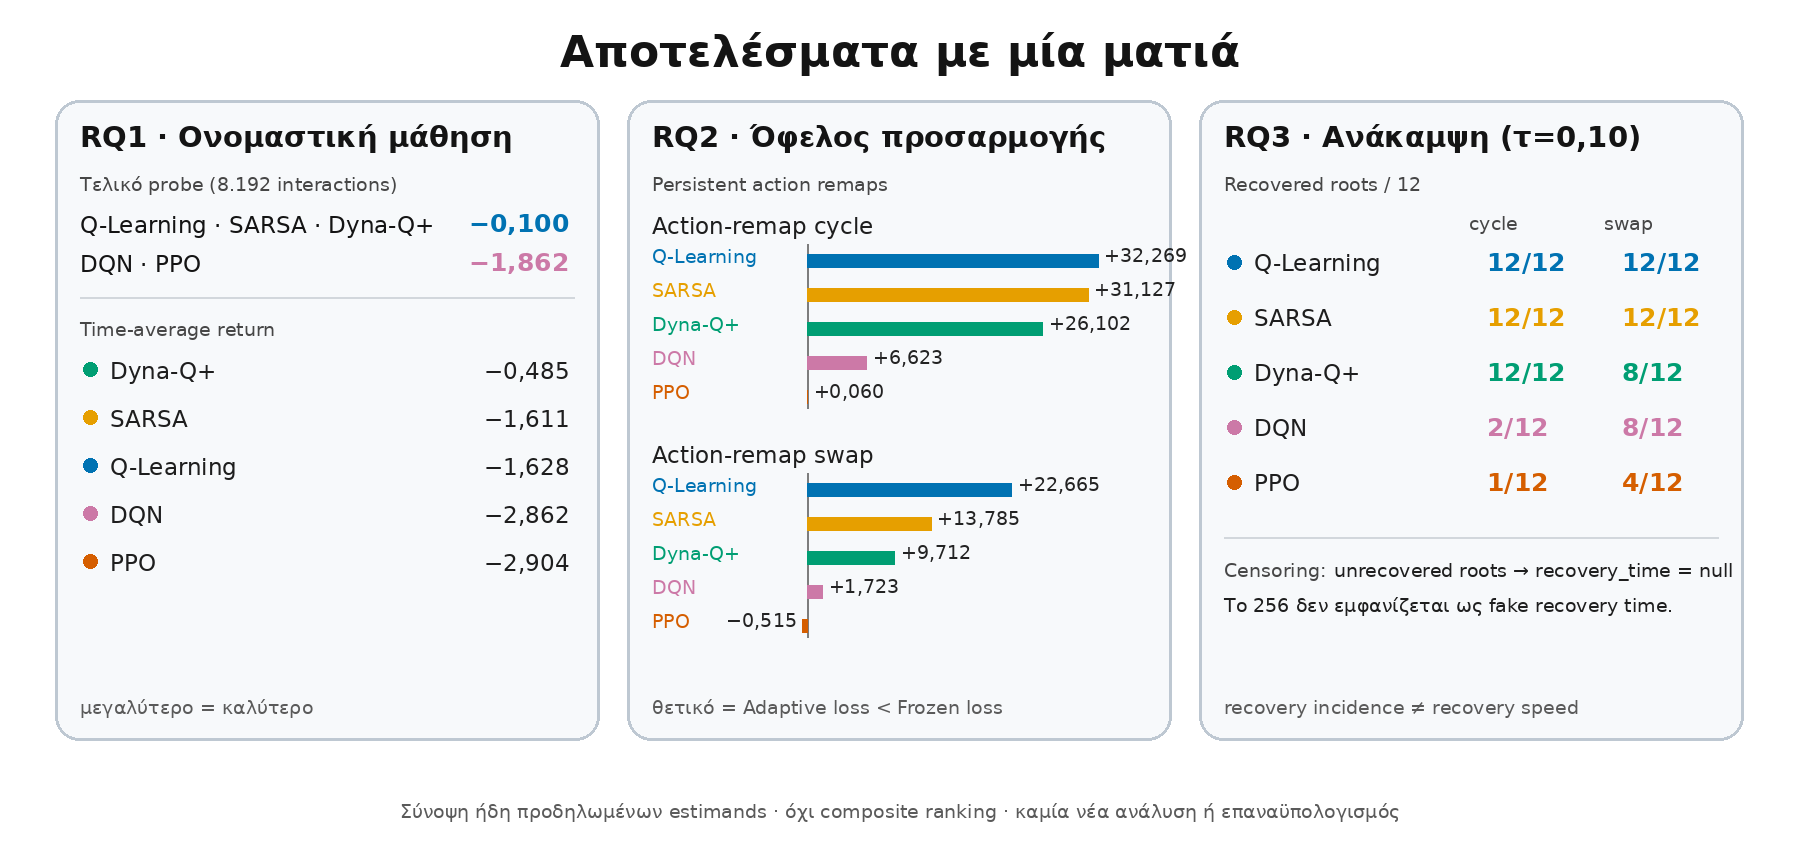 Αποτελέσματα με μία ματιά
RQ1 · Ονομαστική μάθηση
Τελικό probe (8.192 interactions)
Q-Learning · SARSA · Dyna-Q+ −0,100
DQN · PPO −1,862
Time-average return
Dyna-Q+ −0,485
SARSA −1,611
Q-Learning −1,628
DQN −2,862
PPO −2,904
μεγαλύτερο = καλύτερο
RQ2 · Όφελος προσαρμογής
Persistent action remaps
Action-remap cycle
Q-Learning +32,269
SARSA +31,127
Dyna-Q+ +26,102
DQN +6,623
PPO +0,060
Action-remap swap
Q-Learning +22,665
SARSA +13,785
Dyna-Q+ +9,712
DQN +1,723
PPO −0,515
θετικό = Adaptive loss < Frozen loss
RQ3 · Ανάκαμψη (τ=0,10)
Recovered roots / 12
cycle swap
Q-Learning 12/12 12/12
SARSA 12/12 12/12
Dyna-Q+ 12/12 8/12
DQN 2/12 8/12
PPO 1/12 4/12
Censoring: unrecovered roots → recovery_time = null
Το 256 δεν εμφανίζεται ως fake recovery time.
recovery incidence ≠ recovery speed
Σύνοψη ήδη προδηλωμένων estimands · όχι composite ranking · καμία νέα ανάλυση ή επαναϋπολογισμός